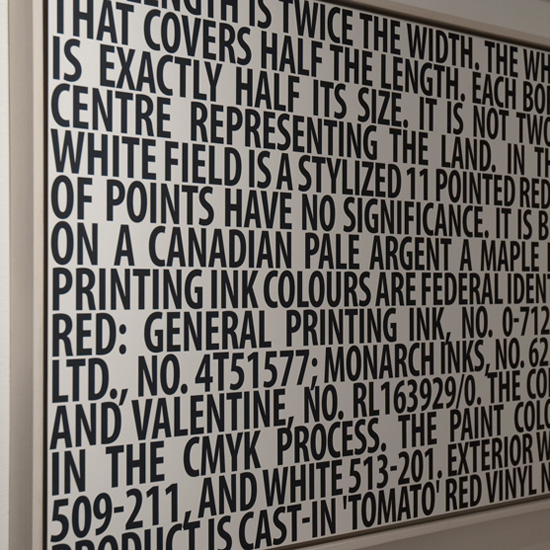 LENGTH IS TWICE THE WIDTH. THE WH
THAT COVERS HALF THE LENGTH. EACH BO
IS EXACTLY HALF ITS SIZE. IT IS NOT TWO
CENTRE REPRESENTING THE LAND. IN TH
WHITE FIELD IS A STYLIZED 11 POINTED RED
OF POINTS HAVE NO SIGNIFICANCE. IT IS B
ON A CANADIAN PALE ARGENT A MAPLE
PRINTING INK COLOURS ARE FEDERAL IDEN
RED: GENERAL PRINTING INK, NO. 0-712
LTD., NO. 4T51577; MONARCH INKS, NO. 62
AND VALENTINE, NO. RL163929/0. THE CO
IN THE CMYK PROCESS. THE PAINT COLO
509-211, AND WHITE 513-201. EXTERIOR W
PRODUCT IS CAST-IN 'TOMATO' RED VINYL N